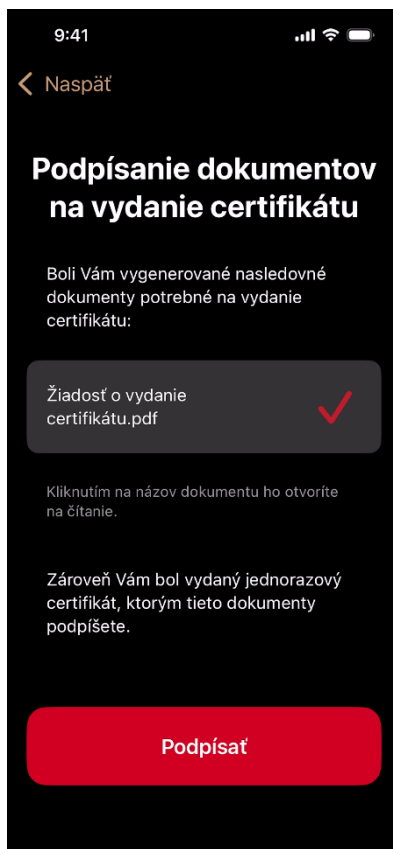 9:41
Naspäť
Podpísanie dokumentov
na vydanie certifikátu
Boli Vám vygenerované nasledovné
dokumenty potrebné na vydanie
certifikátu:
Žiadosť o vydanie
certifikátu.pdf
Kliknutím na názov dokumentu ho otvoríte
na čítanie.
Zároveň Vám bol vydaný jednorazový
certifikát, ktorým tieto dokumenty
podpíšete.
Podpísať